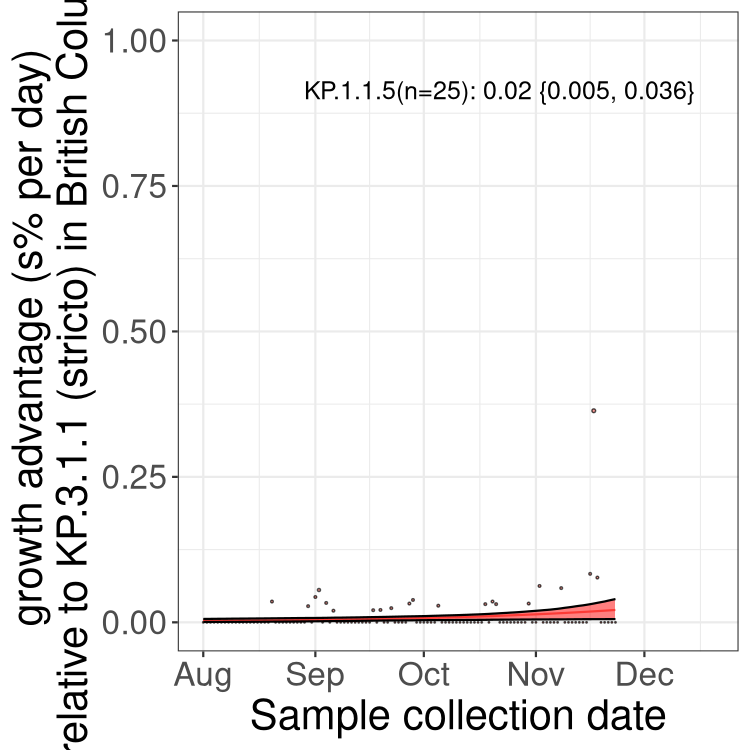 growth advantage (s% per day)
relative to KP.3.1.1 (stricto) in British Colu
1.00
0.75
0.50
0.25
0.00
KP.1.1.5(n=25): 0.02 {0.005, 0.036}
Aug Sep Oct Nov Dec
Sample collection date